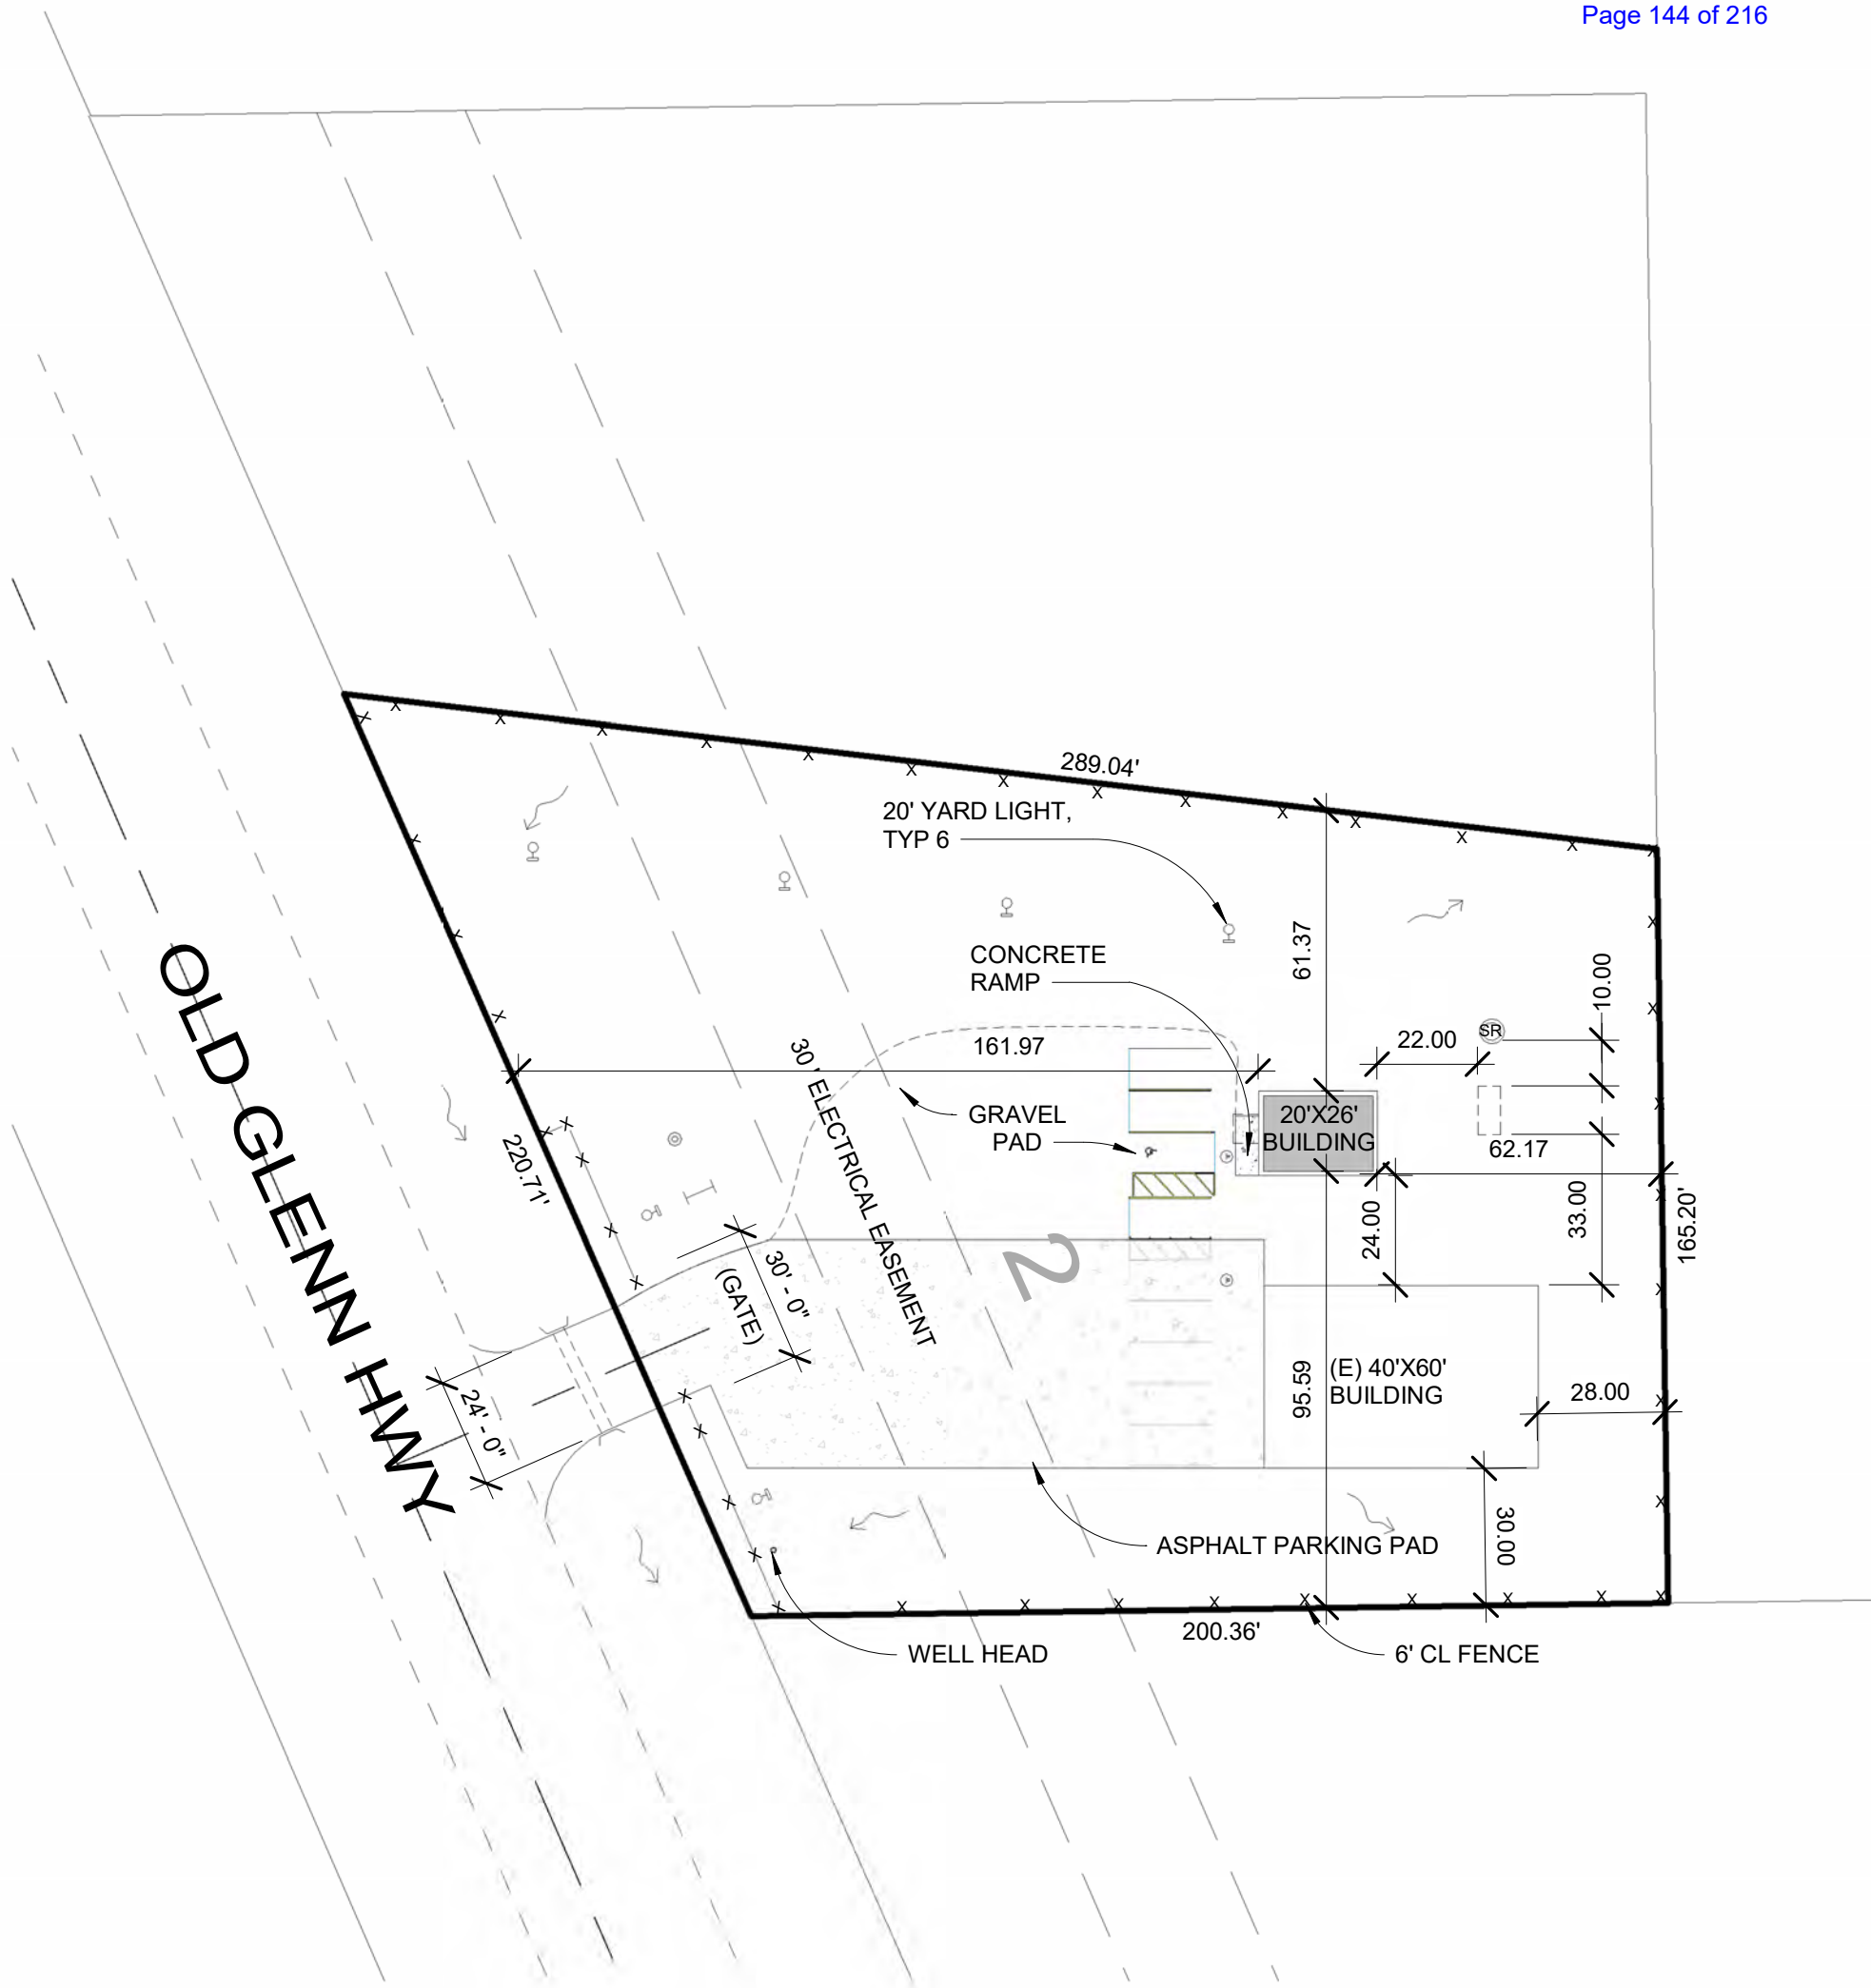 Page 144 of 216
289.04'
20' YARD LIGHT,
TYP 6
61.37
CONCRETE
RAMP
10.00
SR
22.00
161.97
30 ' ELECTRICAL EASEMENT
GRAVEL
PAD
20'X26'
BUILDING
62.17
220.71'
OLD GLENN HWY
24.00
33.00
165.20'
2
30' - 0"
(GATE)
95.59
(E) 40'X60'
BUILDING
28.00
24' - 0"
30.00
ASPHALT PARKING PAD
200.36'
WELL HEAD
6' CL FENCE